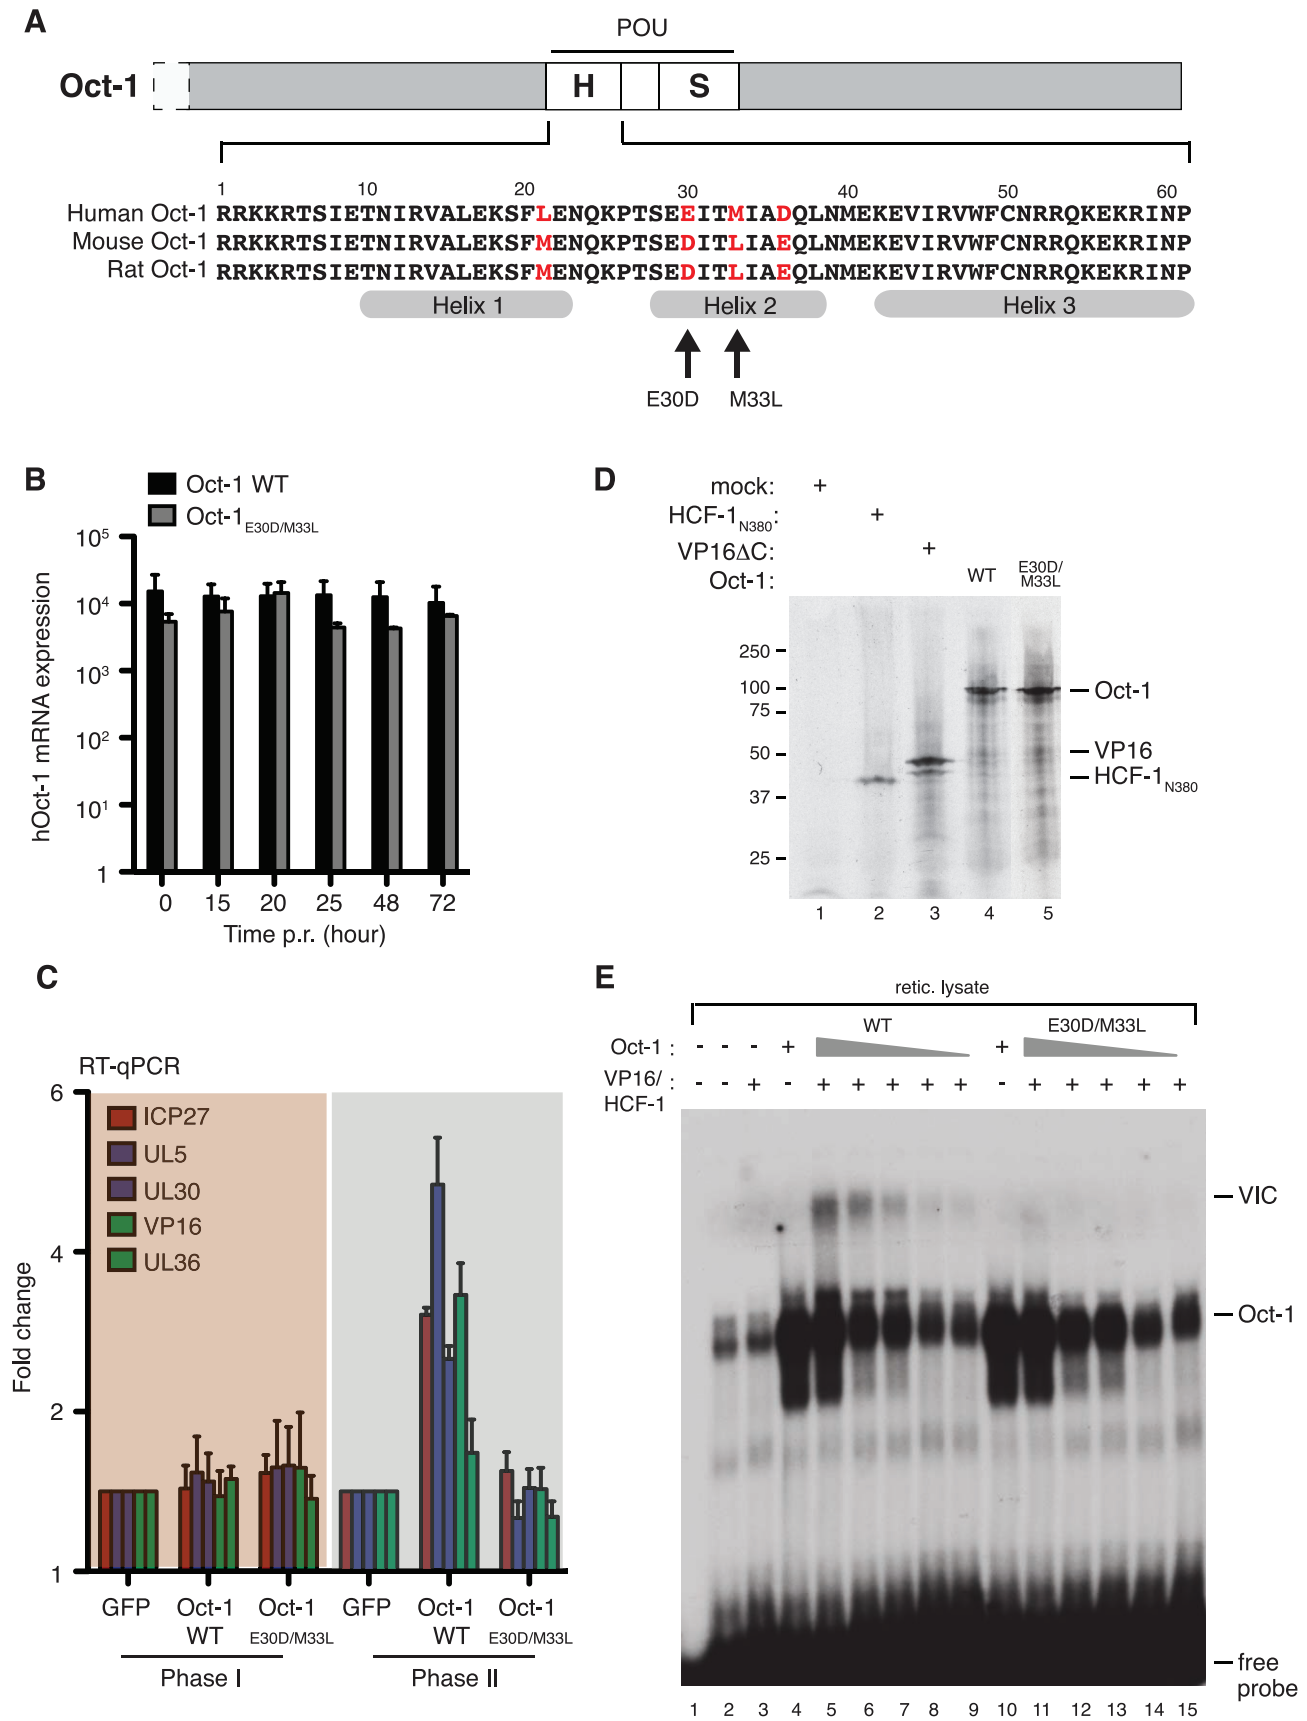 A
POU
Oct-1
H
S
1 10 20 30 40 50 60
Human Oct-1 RRKKRTSIETNIRVALEKSFLENQKPTSEEITMIADQLNMEKEVIRVWFCNRRQKEKRINP
Mouse Oct-1 RRKKRTSIETNIRVALEKSFMENQKPTSEDITLIAEQLNMEKEVIRVWFCNRRQKEKRINP
Rat Oct-1 RRKKRTSIETNIRVALEKSFMENQKPTSEDITLIAEQLNMEKEVIRVWFCNRRQKEKRINP
Helix 1 Helix 2 Helix 3
E30D M33L
B
Oct-1 WT
Oct-1E30D/M33L
hOct-1 mRNA expression
10⁵
10⁴
10³
10²
10¹
1
0 15 20 25 48 72
Time p.r. (hour)
D
mock: +
HCF-1N380: +
VP16ΔC: +
Oct-1: WT E30D/
M33L
250
100
75
50
37
25
Oct-1
VP16
HCF-1N380
1 2 3 4 5
C
RT-qPCR
Fold change
6
4
2
1
ICP27
UL5
UL30
VP16
UL36
GFP Oct-1 Oct-1 GFP Oct-1 Oct-1
WT E30D/M33L WT E30D/M33L
Phase I Phase II
E
retic. lysate
WT E30D/M33L
Oct-1 : - - - + +
VP16/ : - - + - + + + + + - + + + + +
HCF-1
VIC
Oct-1
free
probe
1 2 3 4 5 6 7 8 9 10 11 12 13 14 15